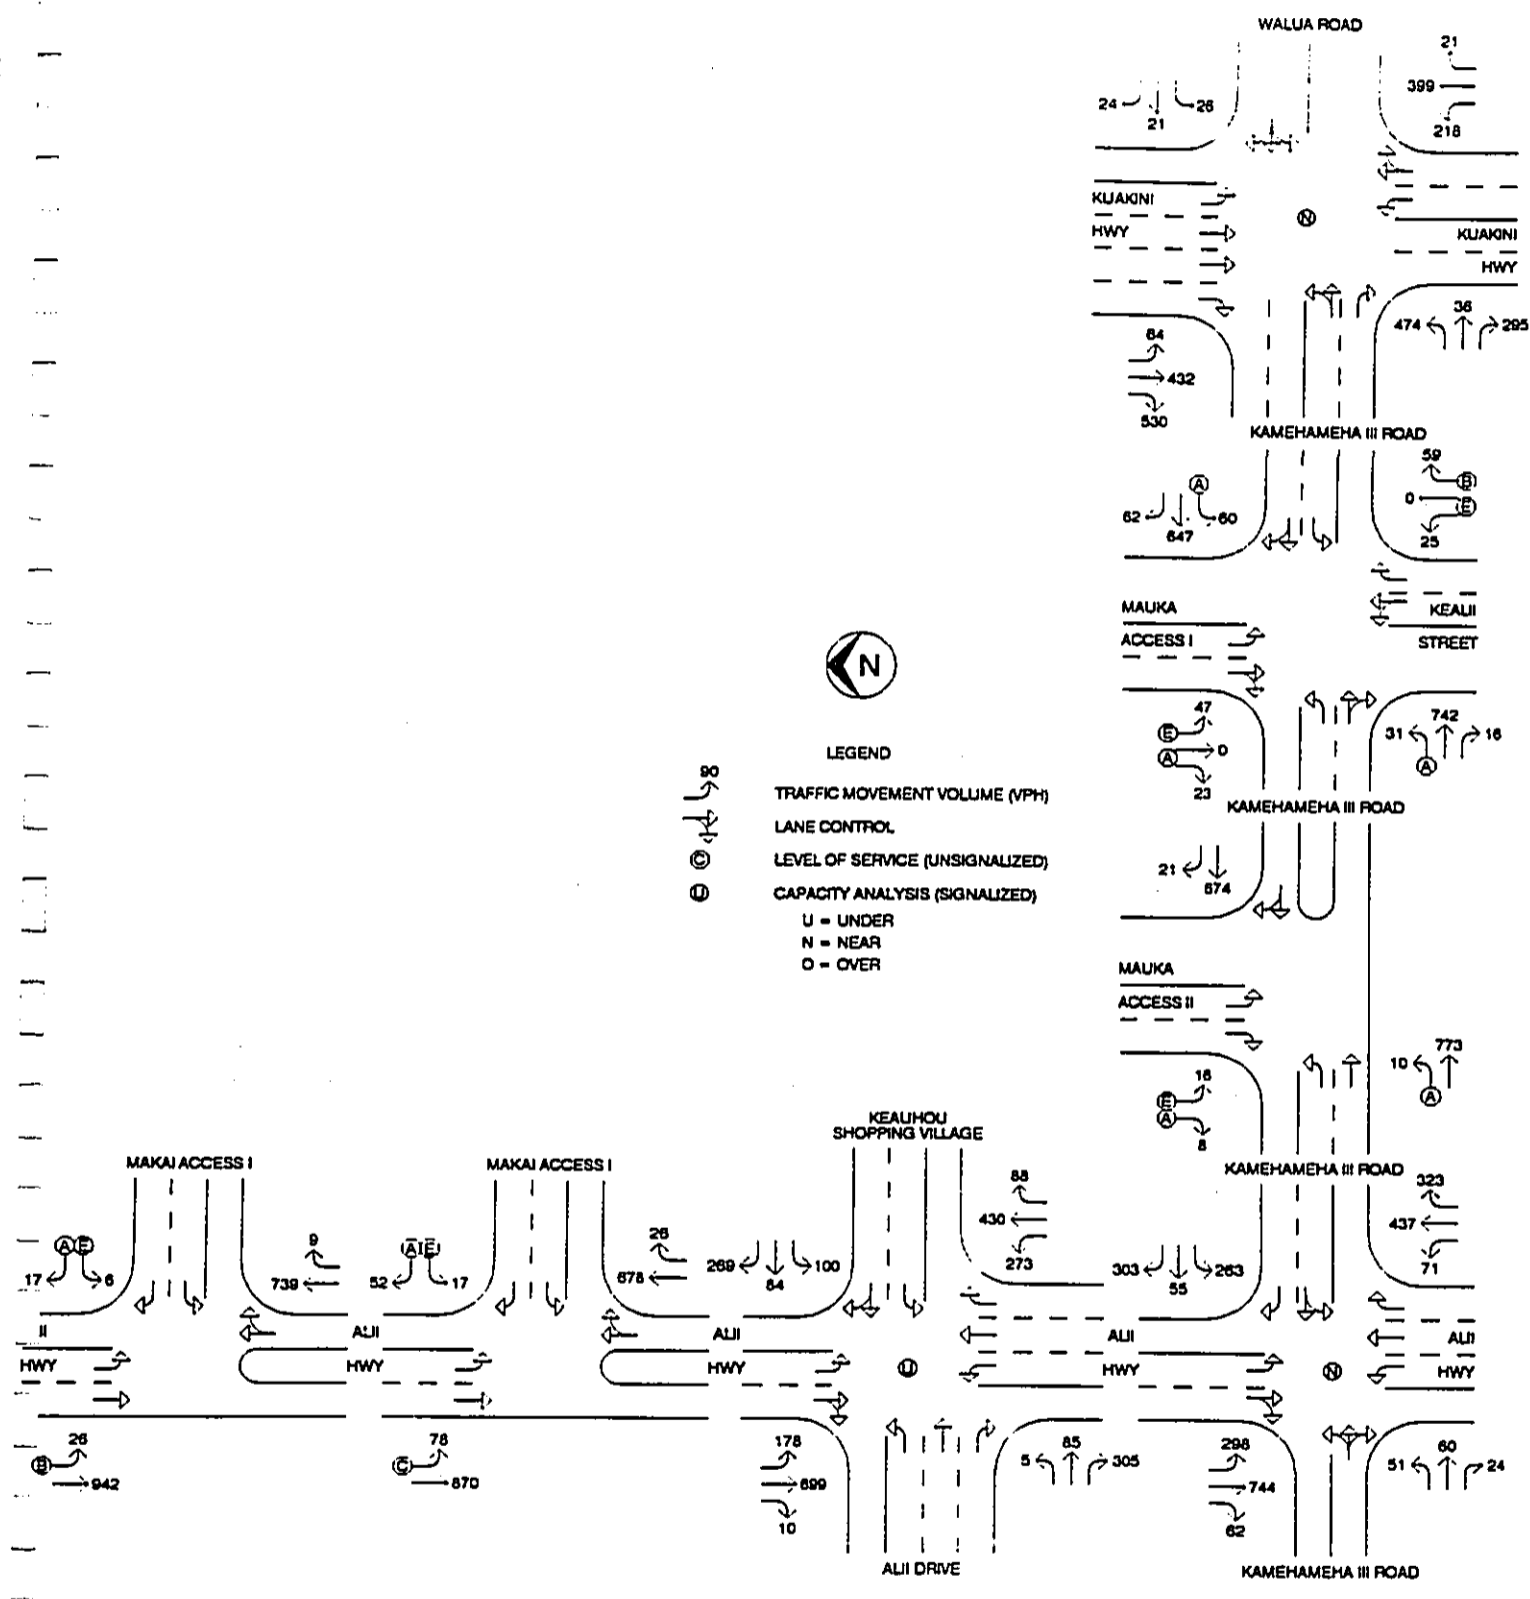 WALUA ROAD
21
399
218
24
21
26
KUAKINI
HWY
N
KUAKINI
HWY
84
432
530
474
36
295
KAMEHAMEHA III ROAD
A
62
647
60
59
B
0
E
25
MAUKA
ACCESS I
KEALII
STREET
47
E
0
A
23
31
742
16
A
KAMEHAMEHA III ROAD
21
674
N
LEGEND
90
TRAFFIC MOVEMENT VOLUME (VPH)
LANE CONTROL
C
LEVEL OF SERVICE (UNSIGNALIZED)
U
CAPACITY ANALYSIS (SIGNALIZED)
U = UNDER
N = NEAR
O = OVER
MAUKA
ACCESS II
16
E
A
8
10
773
A
KAMEHAMEHA III ROAD
KEAUHOU
SHOPPING VILLAGE
MAKAI ACCESS I
MAKAI ACCESS I
A E
17
6
9
739
A E
52
17
26
678
269
84
100
88
430
273
303
55
263
323
437
71
II
HWY
ALII
HWY
ALII
HWY
U
ALII
HWY
N
ALII
HWY
26
B
942
78
C
870
178
699
10
5
85
305
298
744
62
51
60
24
ALII DRIVE
KAMEHAMEHA III ROAD